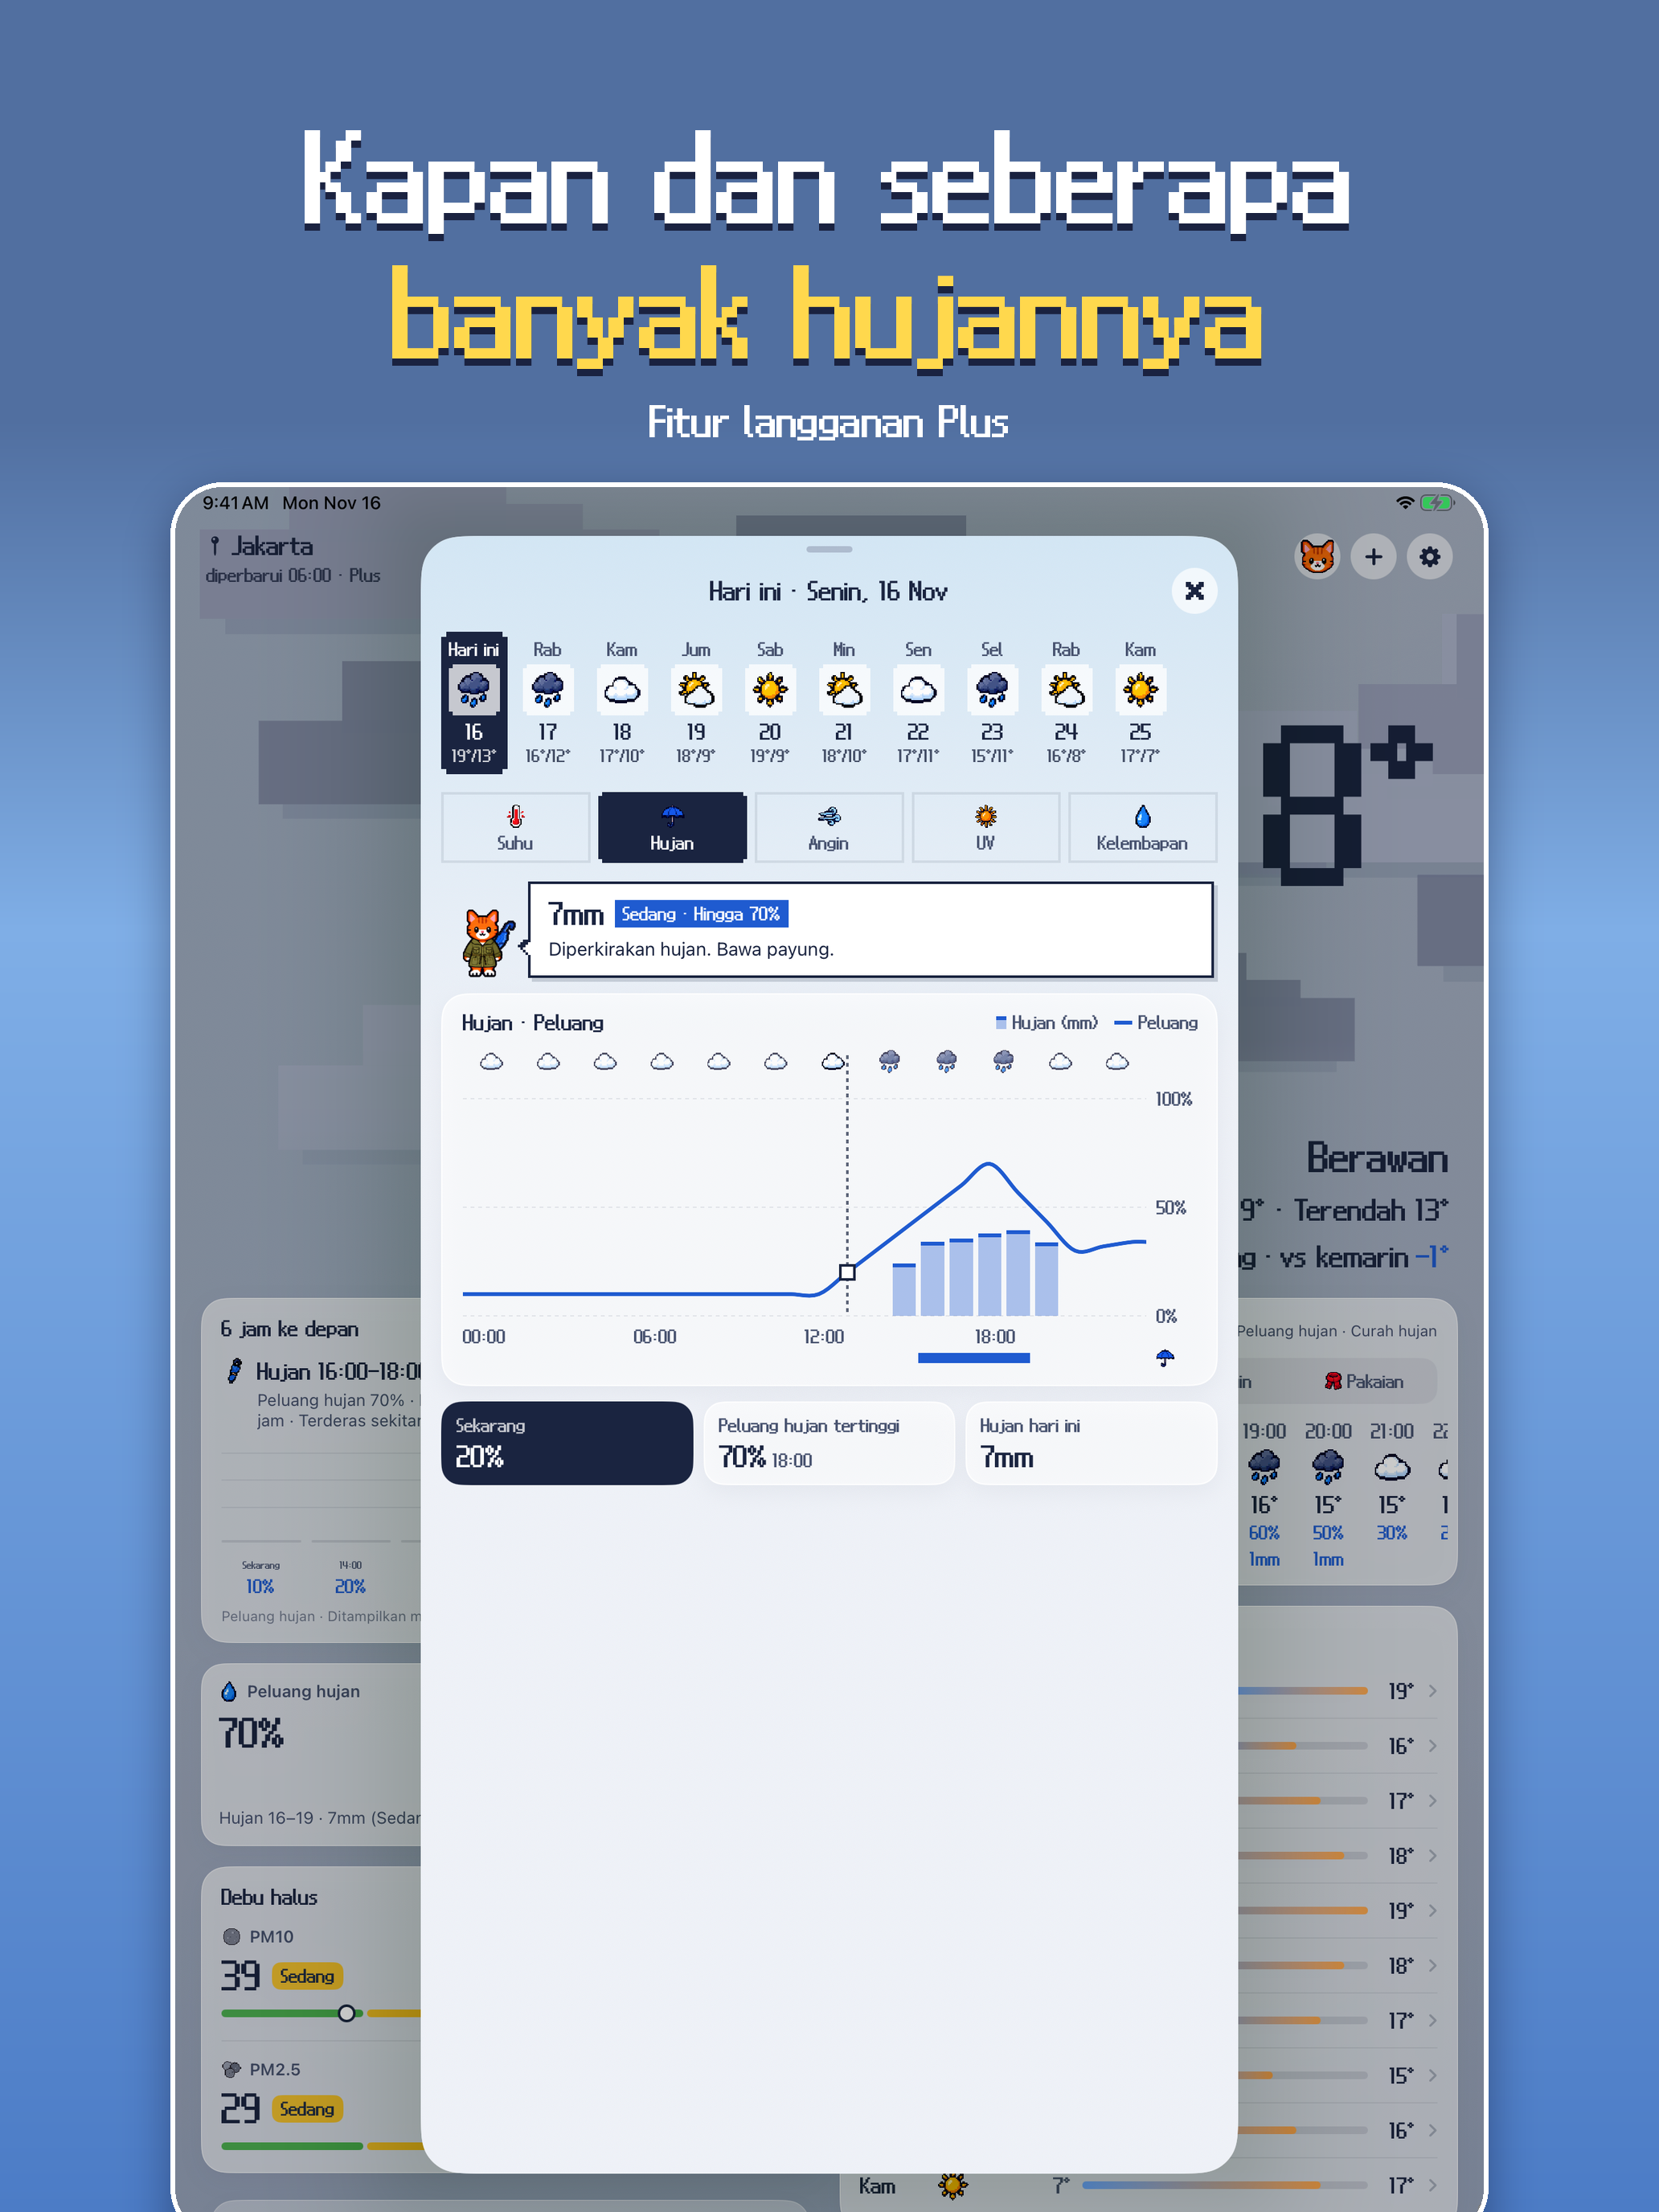 Kapan dan seberapa
banyak hujannya
Fitur langganan Plus
9:41 AM Mon Nov 16
Jakarta
diperbarui 06:00 · Plus
Hari ini · Senin, 16 Nov
Hari ini Rab Kam Jum Sab Min Sen Sel Rab Kam
16 17 18 19 20 21 22 23 24 25
19°/13° 16°/12° 17°/10° 18°/9° 19°/9° 18°/10° 17°/11° 15°/11° 16°/8° 17°/7°
Suhu Hujan Angin UV Kelembapan
7mm Sedang · Hingga 70%
Diperkirakan hujan. Bawa payung.
Hujan · Peluang
Hujan (mm) Peluang
100%
50%
0%
00:00 06:00 12:00 18:00
Sekarang
20%
Peluang hujan tertinggi
70% 18:00
Hujan hari ini
7mm
8°
Berawan
9° · Terendah 13°
· vs kemarin −1°
6 jam ke depan
Hujan 16:00–18:00
Peluang hujan 70% ·
jam · Terderas sekitar
Sekarang 14:00
10% 20%
Peluang hujan · Ditampilkan
Peluang hujan
70%
Hujan 16–19 · 7mm (Sedan
Debu halus
PM10
39 Sedang
PM2.5
29 Sedang
Peluang hujan · Curah hujan
Pakaian
19:00 20:00 21:00
16° 15° 15°
60% 50% 30%
1mm 1mm
19°
16°
17°
18°
19°
18°
17°
15°
16°
Kam 7° 17°